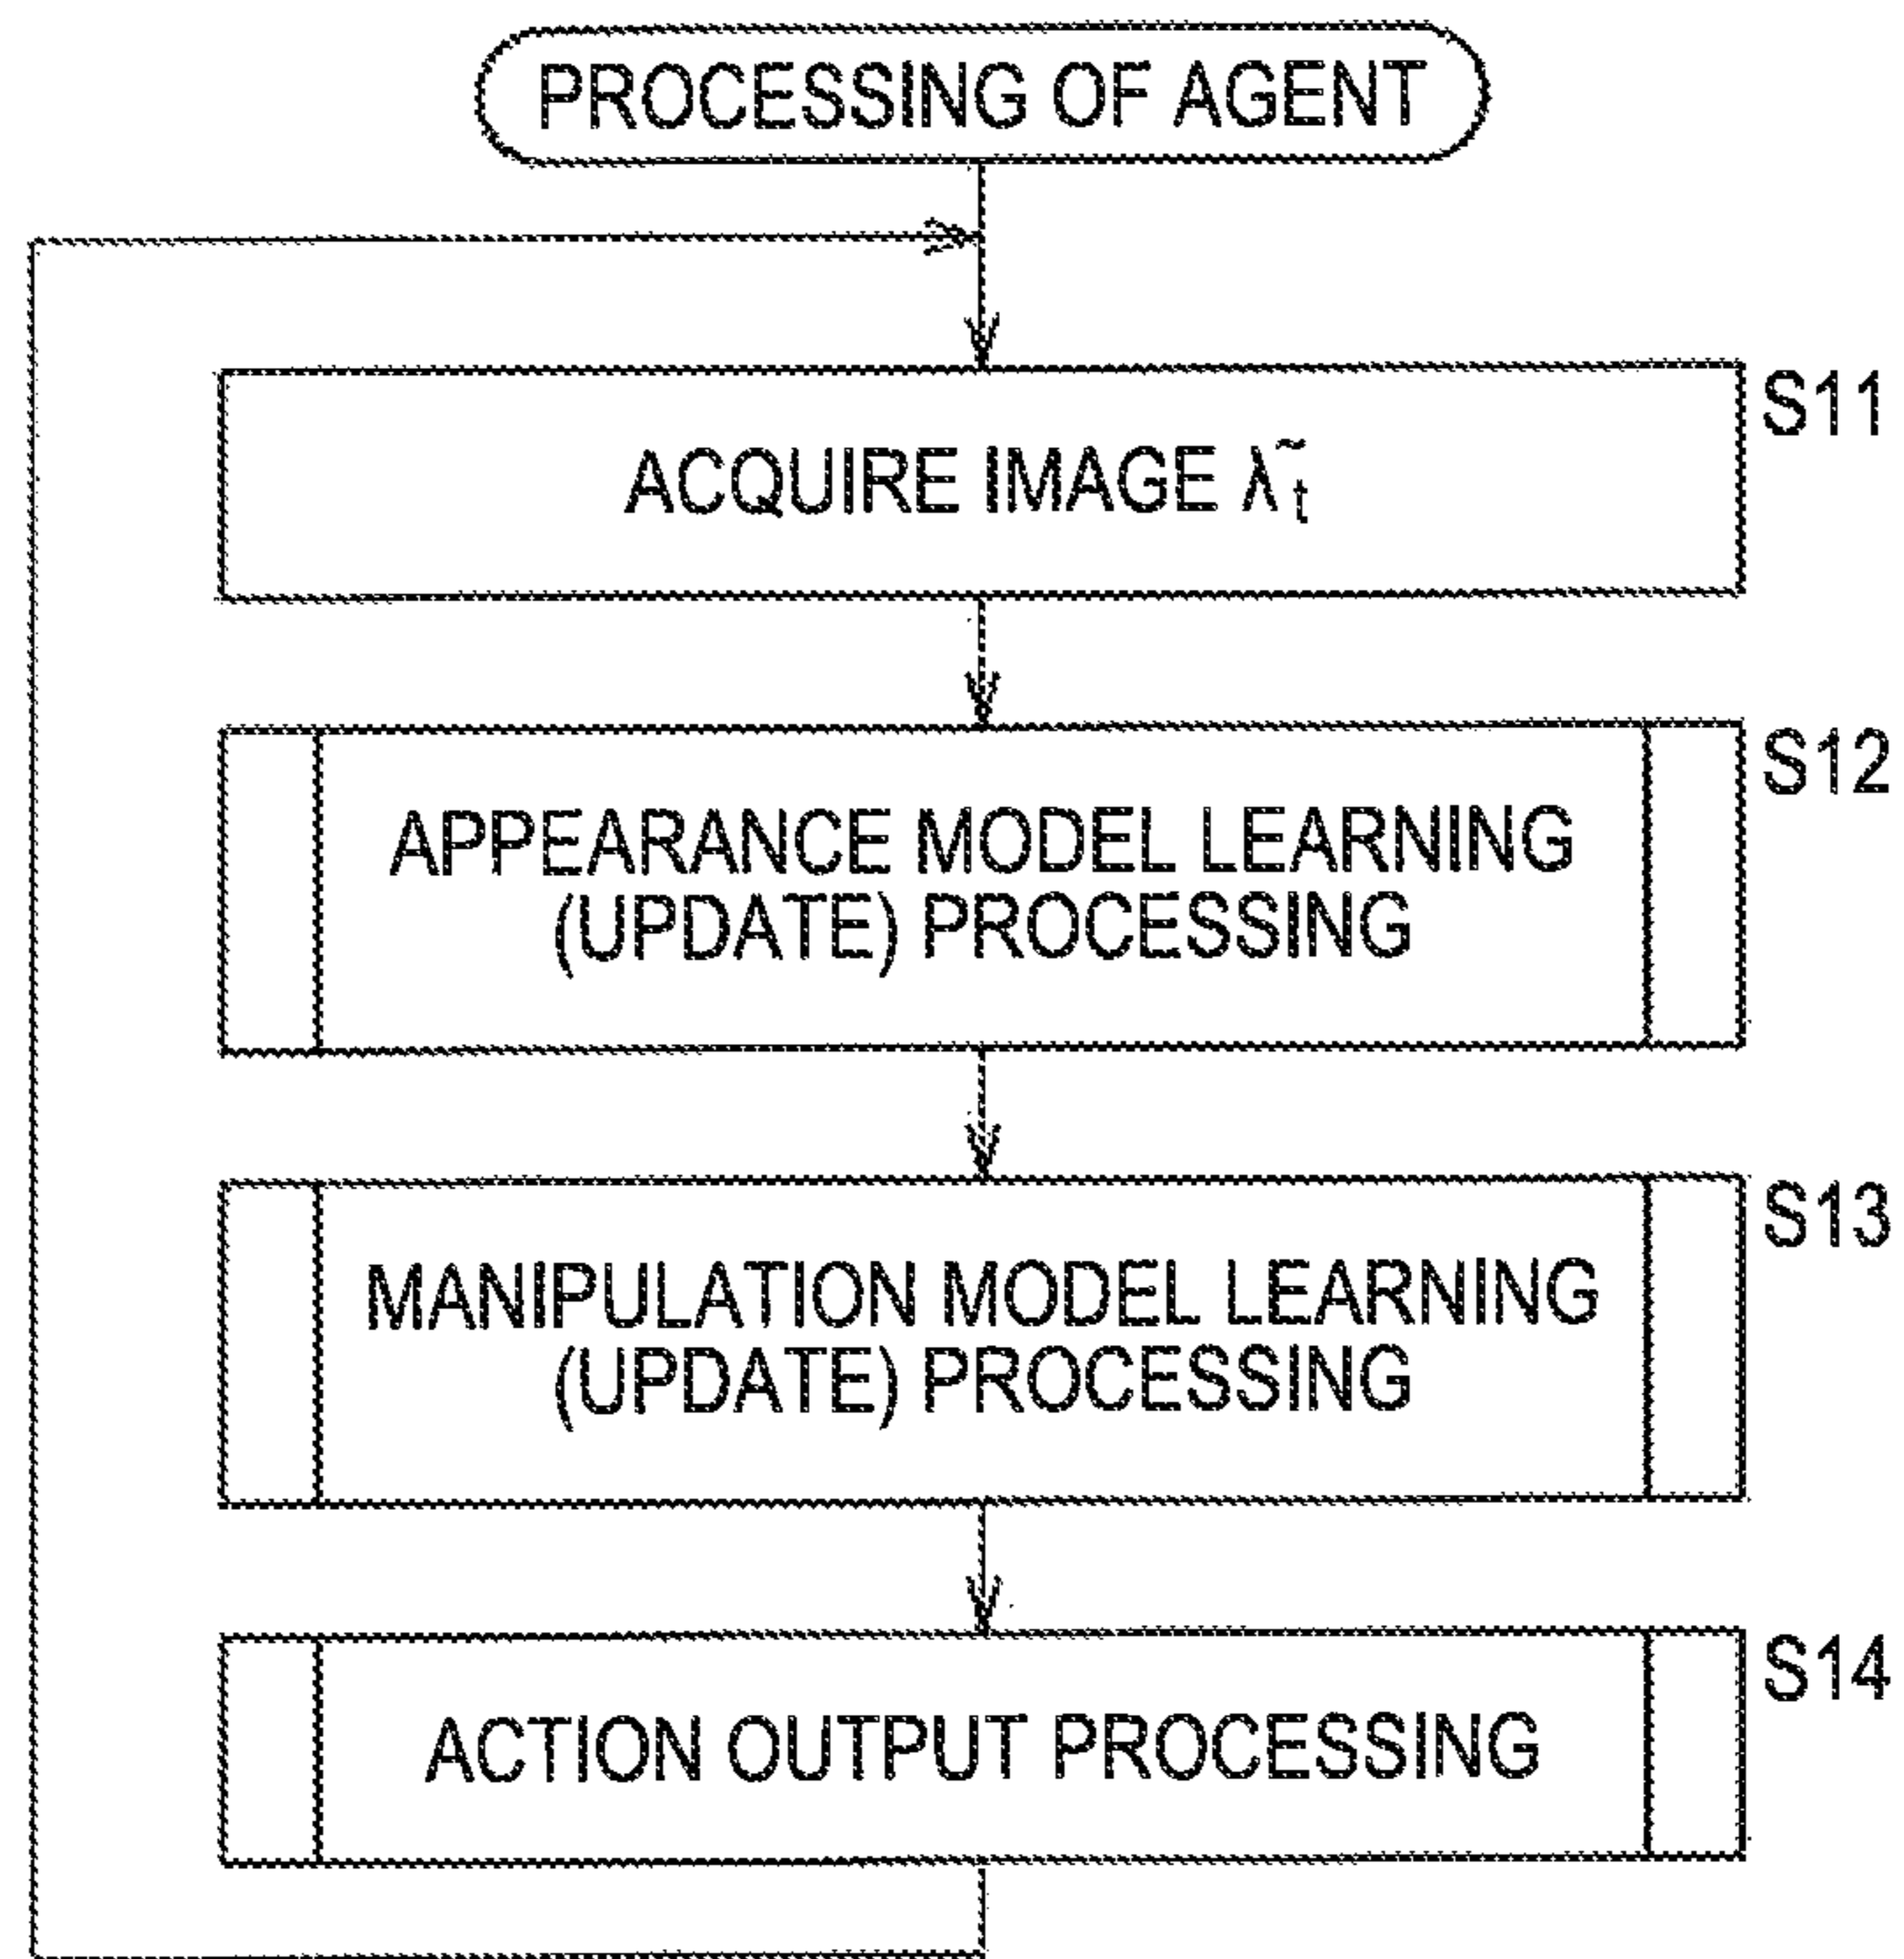 PROCESSING OF AGENT
S11
ACQUIRE IMAGE λ~t
S12
APPEARANCE MODEL LEARNING
(UPDATE) PROCESSING
S13
MANIPULATION MODEL LEARNING
(UPDATE) PROCESSING
S14
ACTION OUTPUT PROCESSING